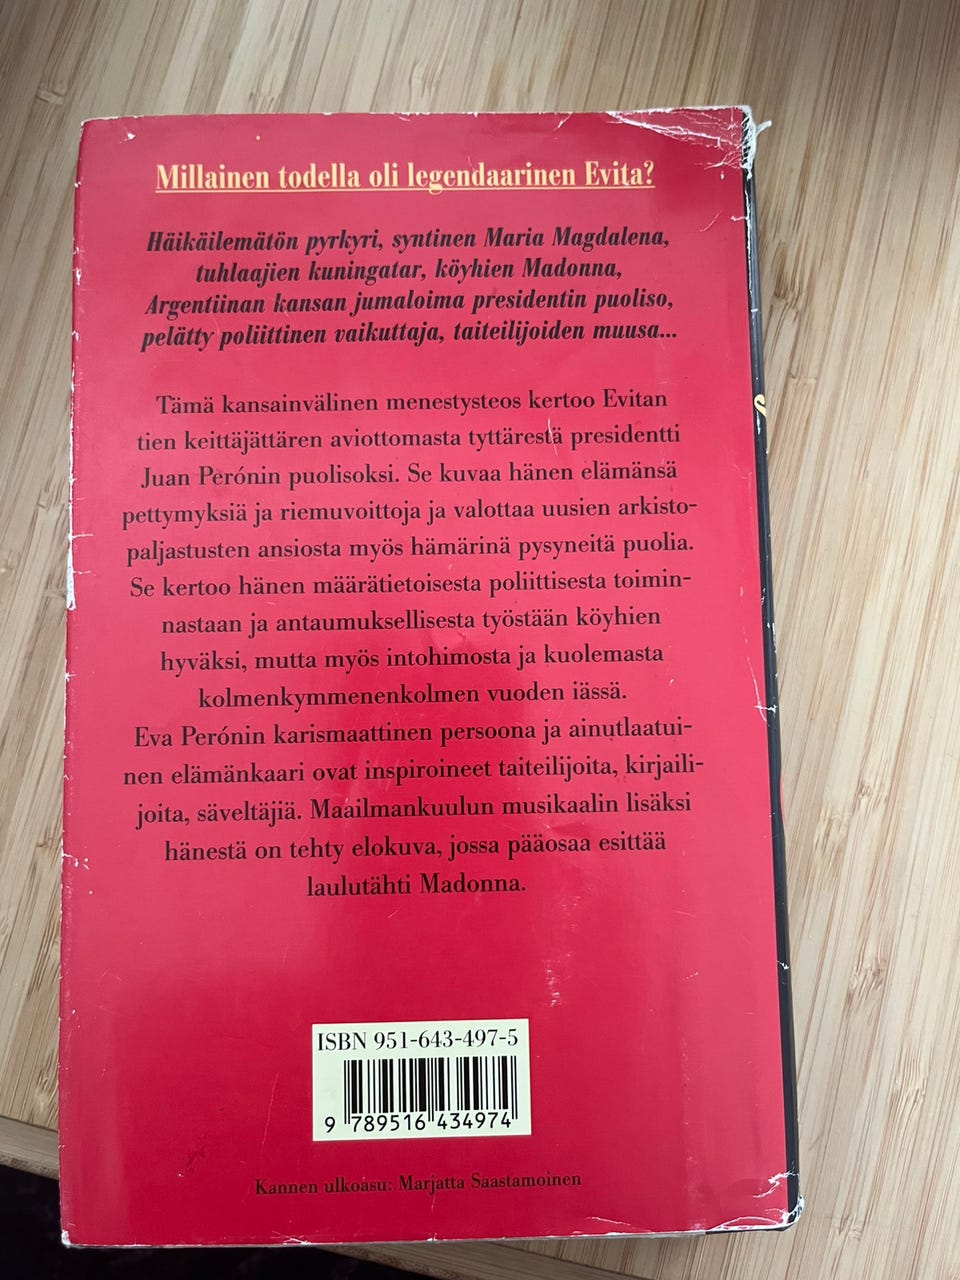 Millainen todella oli legendaarinen Evita?
Häikäilemätön pyrkyri, syntinen Maria Magdalena,
tuhlaajien kuningatar, köyhien Madonna,
Argentiinan kansan jumaloima presidentin puoliso,
pelätty poliittinen vaikuttaja, taiteilijoiden muusa...
Tämä kansainvälinen menestysteos kertoo Evitan
tien keittäjättären aviottomasta tyttärestä presidentti
Juan Perónin puolisoksi. Se kuvaa hänen elämänsä
pettymyksiä ja riemuvoittoja ja valottaa uusien arkisto-
paljastusten ansiosta myös hämärinä pysyneitä puolia.
Se kertoo hänen määrätietoisesta poliittisesta toimin-
nastaan ja antaumuksellisesta työstään köyhien
hyväksi, mutta myös intohimosta ja kuolemasta
kolmenkymmenenkolmen vuoden iässä.
Eva Perónin karismaattinen persoona ja ainutlaatui-
nen elämänkaari ovat inspiroineet taiteilijoita, kirjaili-
joita, säveltäjiä. Maailmankuulun musikaalin lisäksi
hänestä on tehty elokuva, jossa pääosaa esittää
laulutähti Madonna.
ISBN 951-643-497-5
9 789516 434974
Kannen ulkoasu: Marjatta Saastamoinen